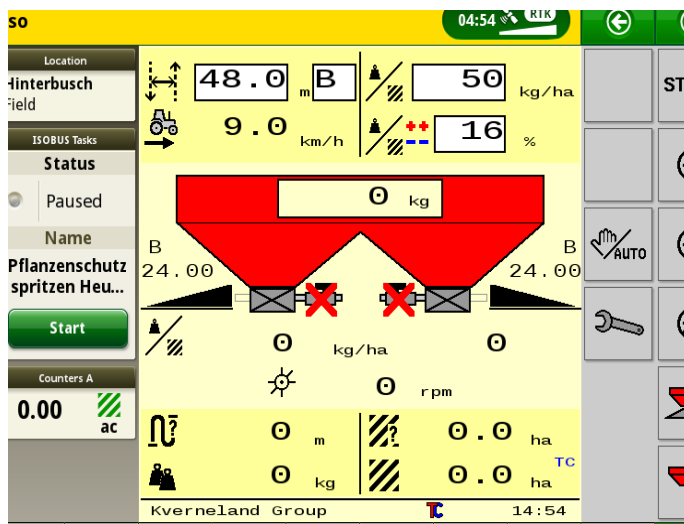 so
04:54 RTK
Location
Hinterbusch
Field
ISOBUS Tasks
Status
Paused
Name
Pflanzenschutz
spritzen Heu...
Start
Counters A
0.00
ac
48.0 m B
50 kg/ha
9.0 km/h
16 %
0 kg
B
24.00
B
24.00
0 kg/ha 0
0 rpm
0 m
0.0 ha
0 kg
0.0 ha
TC
Kverneland Group TC 14:54
AUTO
ST